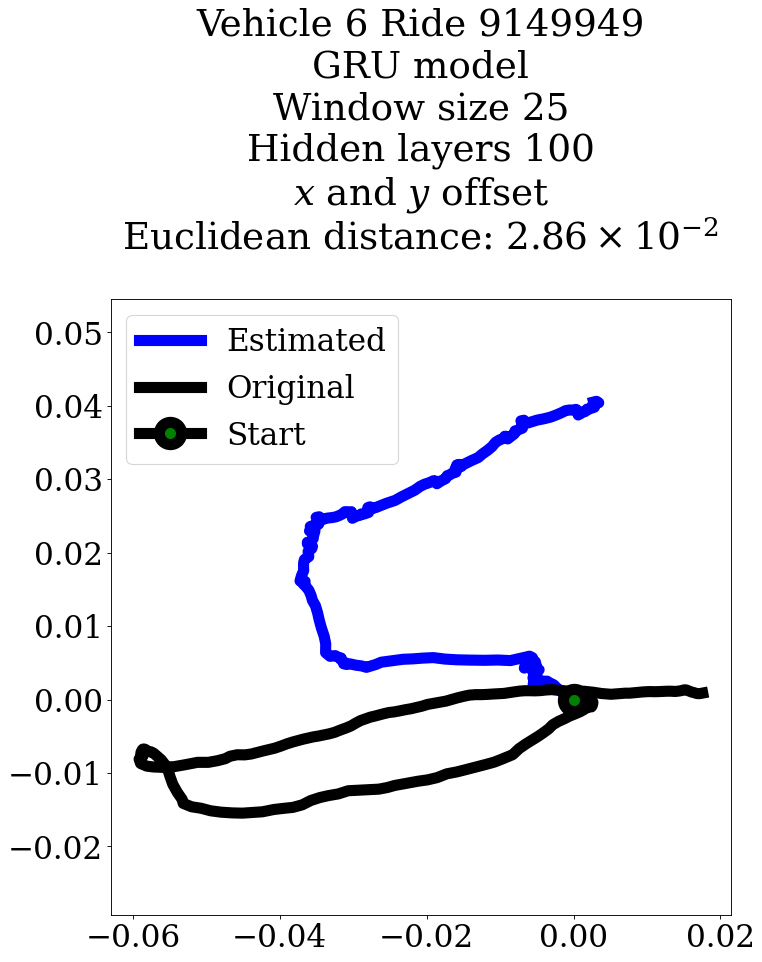 Vehicle 6 Ride 9149949
GRU model
Window size 25
Hidden layers 100
x and y offset
Euclidean distance: 2.86 × 10⁻²
Estimated
Original
Start
0.05
0.04
0.03
0.02
0.01
0.00
−0.01
−0.02
−0.06 −0.04 −0.02 0.00 0.02